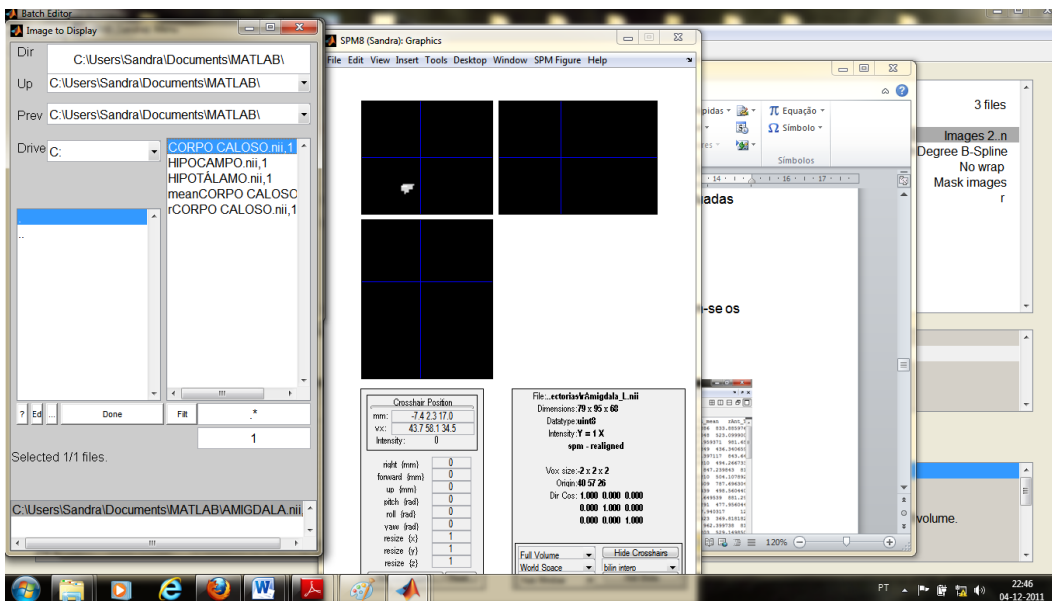 Batch Editor
Image to Display
Dir
C:\Users\Sandra\Documents\MATLAB\
Up
C:\Users\Sandra\Documents\MATLAB\
Prev
C:\Users\Sandra\Documents\MATLAB\
Drive
C:
CORPO CALOSO.nii,1
HIPOCAMPO.nii,1
HIPOTÁLAMO.nii,1
meanCORPO CALOSO
rCORPO CALOSO.nii,1
.
..
? Ed ... Done Filt .*
1
Selected 1/1 files.
C:\Users\Sandra\Documents\MATLAB\AMIGDALA.nii,
SPM8 (Sandra): Graphics
File Edit View Insert Tools Desktop Window SPM Figure Help
Crosshair Position
mm: -7.4 2.3 17.0
vx: 43.7 58.1 34.5
Intensity: 0
right {mm} 0
forward {mm} 0
up {mm} 0
pitch {rad} 0
roll {rad} 0
yaw {rad} 0
resize {x} 1
resize {y} 1
resize {z} 1
File:...ectorias\rAmigdala_L.nii
Dimensions:79 x 95 x 68
Datatype:uint8
Intensity:Y = 1 X
spm - realigned
Vox size:-2 x 2 x 2
Origin:40 57 26
Dir Cos: 1.000 0.000 0.000
0.000 1.000 0.000
0.000 0.000 1.000
Full Volume
Hide Crosshairs
World Space
bilin interp
Equação
Símbolo
Símbolos
14 16 17
-se os
120%
3 files
Images 2..n
Degree B-Spline
No wrap
Mask images
r
volume.
PT
22:46
04-12-2011